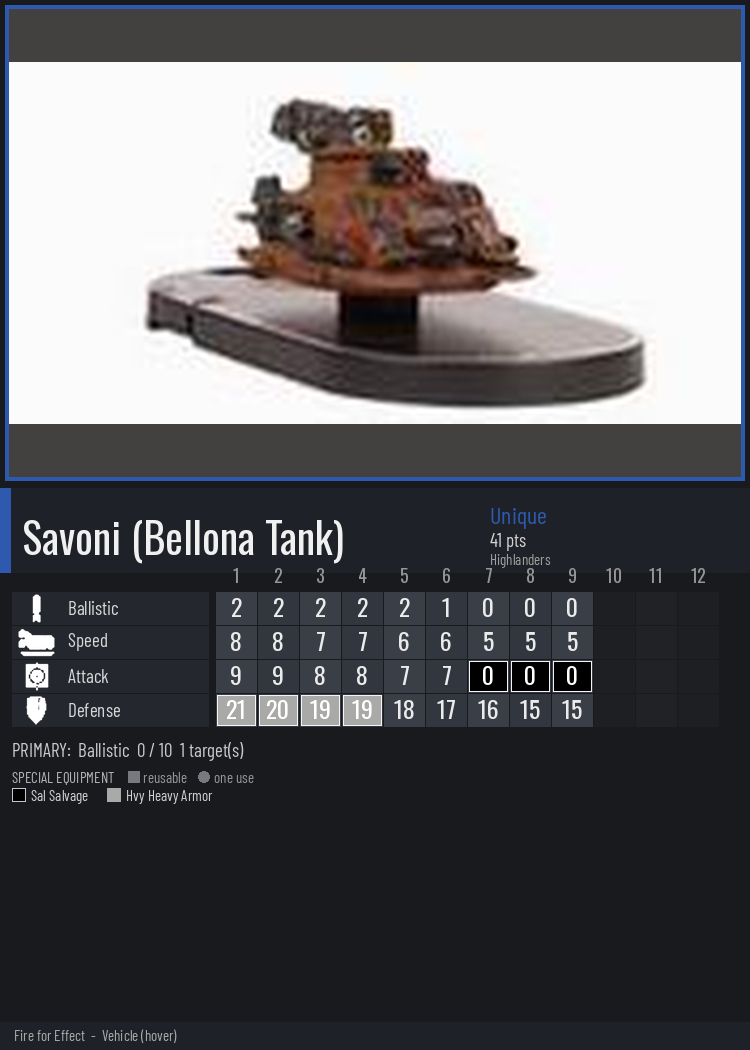 Savoni (Bellona Tank)
Unique
41 pts
Highlanders
1 2 3 4 5 6 7 8 9 10 11 12
Ballistic 2 2 2 2 2 1 0 0 0
Speed 8 8 7 7 6 6 5 5 5
Attack 9 9 8 8 7 7 0 0 0
Defense 21 20 19 19 18 17 16 15 15
PRIMARY: Ballistic 0 / 10 1 target(s)
SPECIAL EQUIPMENT reusable one use
Sal Salvage Hvy Heavy Armor
Fire for Effect - Vehicle (hover)